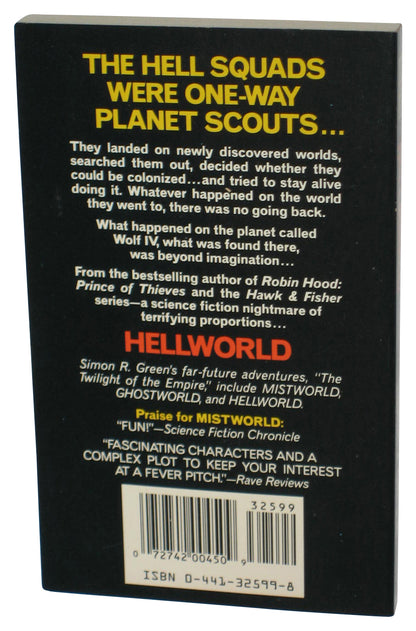 THE HELL SQUADS
WERE ONE-WAY
PLANET SCOUTS...
They landed on newly discovered worlds,
searched them out, decided whether they
could be colonized...and tried to stay alive
doing it. Whatever happened on the world
they went to, there was no going back.
What happened on the planet called
Wolf IV, what was found there,
was beyond imagination...
From the bestselling author of Robin Hood:
Prince of Thieves and the Hawk & Fisher
series—a science fiction nightmare of
terrifying proportions...
HELLWORLD
Simon R. Green's far-future adventures, "The
Twilight of the Empire," include MISTWORLD,
GHOSTWORLD, and HELLWORLD.
Praise for MISTWORLD:
"FUN!"—Science Fiction Chronicle
"FASCINATING CHARACTERS AND A
COMPLEX PLOT TO KEEP YOUR INTEREST
AT A FEVER PITCH."—Rave Reviews
32599
0 72742 00450 9
ISBN 0-441-32599-8